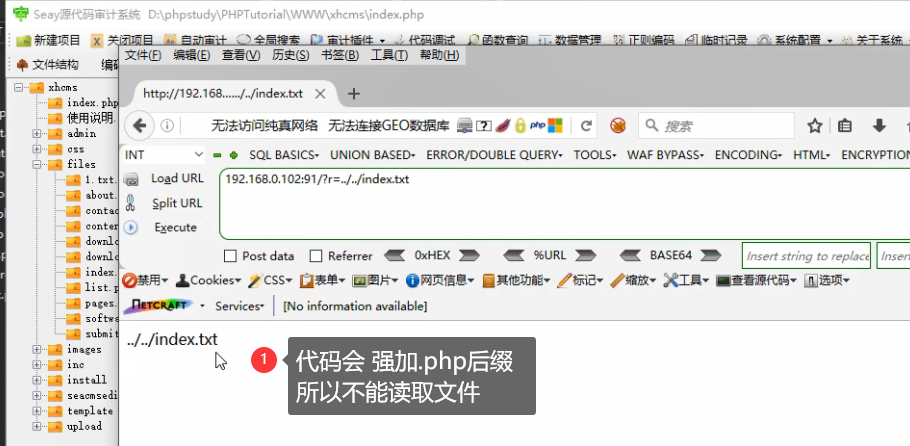 Seay源代码审计系统 D:\phpstudy\PHPTutorial\WWW\xhcms\index.php
新建项目 关闭项目 自动审计 全局搜索 审计插件 代码调试 函数查询 数据管理 正则编码 临时记录 系统配置 关于系统
文件结构 编码
文件(F) 编辑(E) 查看(V) 历史(S) 书签(B) 工具(T) 帮助(H)
xhcms
index.php
使用说明.
admin
css
files
1.txt.
about.
contac
conter
downlo
downlo
index.
list.p
pages.
softwa
submit
images
inc
install
seacmsedi
template
upload
http://192.168....../../index.txt
无法访问纯真网络 无法连接GEO数据库 php 搜索
INT SQL BASICS UNION BASED ERROR/DOUBLE QUERY TOOLS WAF BYPASS ENCODING HTML ENCRYPTION
Load URL
Split URL
Execute
192.168.0.102:91/?r=../../index.txt
Post data Referrer 0xHEX %URL BASE64 Insert string to replace Inser
禁用 Cookies CSS 表单 图片 网页信息 其他功能 标记 缩放 工具 查看源代码 选项
NETCRAFT Services [No information available]
../../index.txt
1
代码会 强加.php后缀
所以不能读取文件